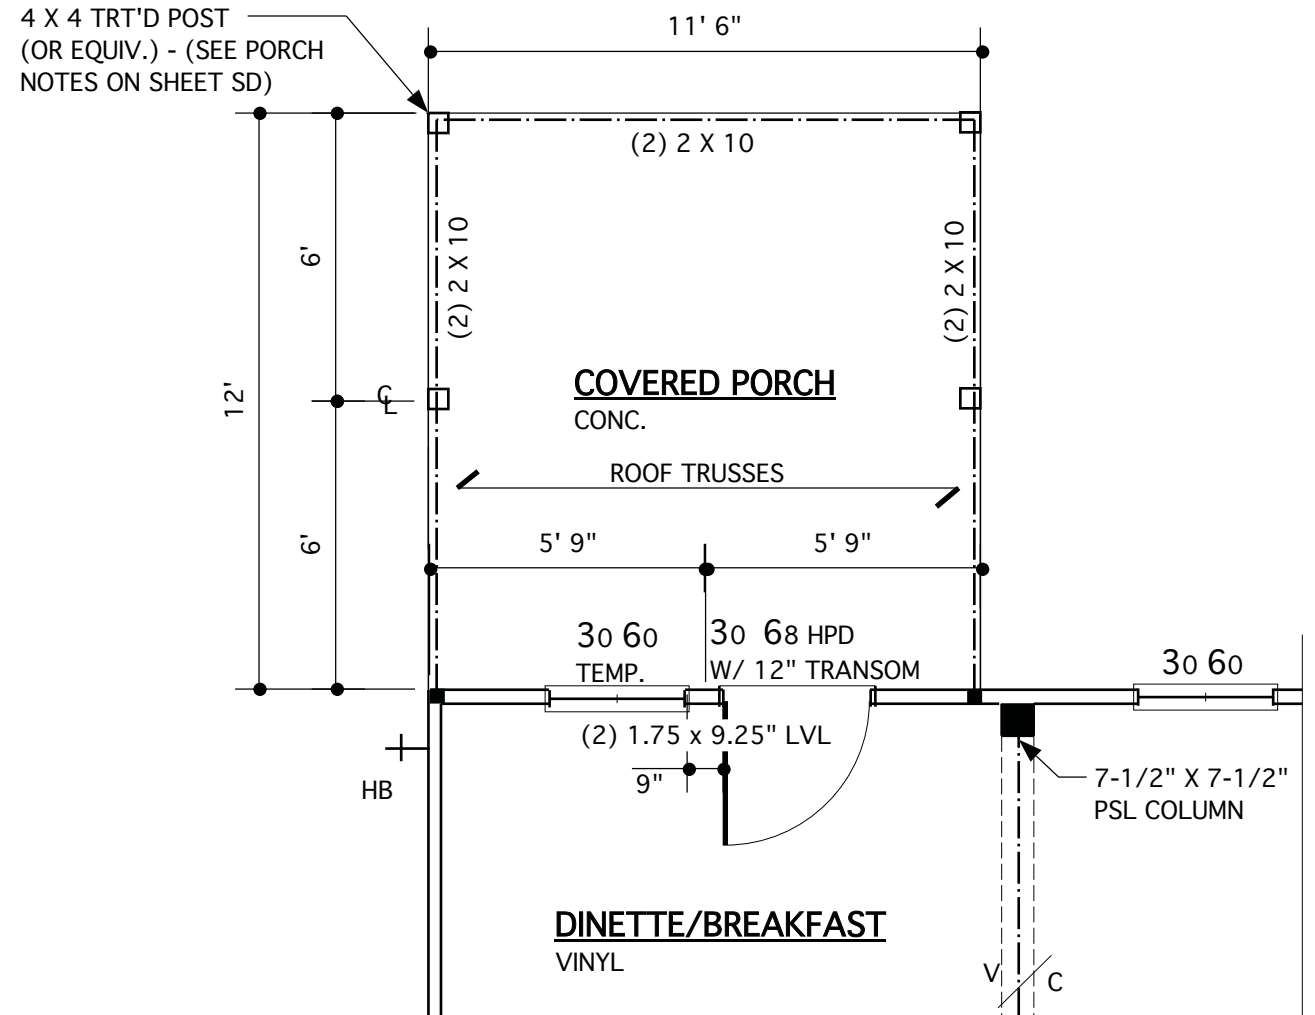 4 X 4 TRT'D POST
(OR EQUIV.) - (SEE PORCH
NOTES ON SHEET SD)
11' 6"
(2) 2 X 10
(2) 2 X 10
(2) 2 X 10
6'
12'
CL
6'
COVERED PORCH
CONC.
ROOF TRUSSES
5' 9"
5' 9"
30 60
TEMP.
30 68 HPD
W/ 12" TRANSOM
30 60
(2) 1.75 x 9.25" LVL
9"
HB
7-1/2" X 7-1/2"
PSL COLUMN
DINETTE/BREAKFAST
VINYL
V
C